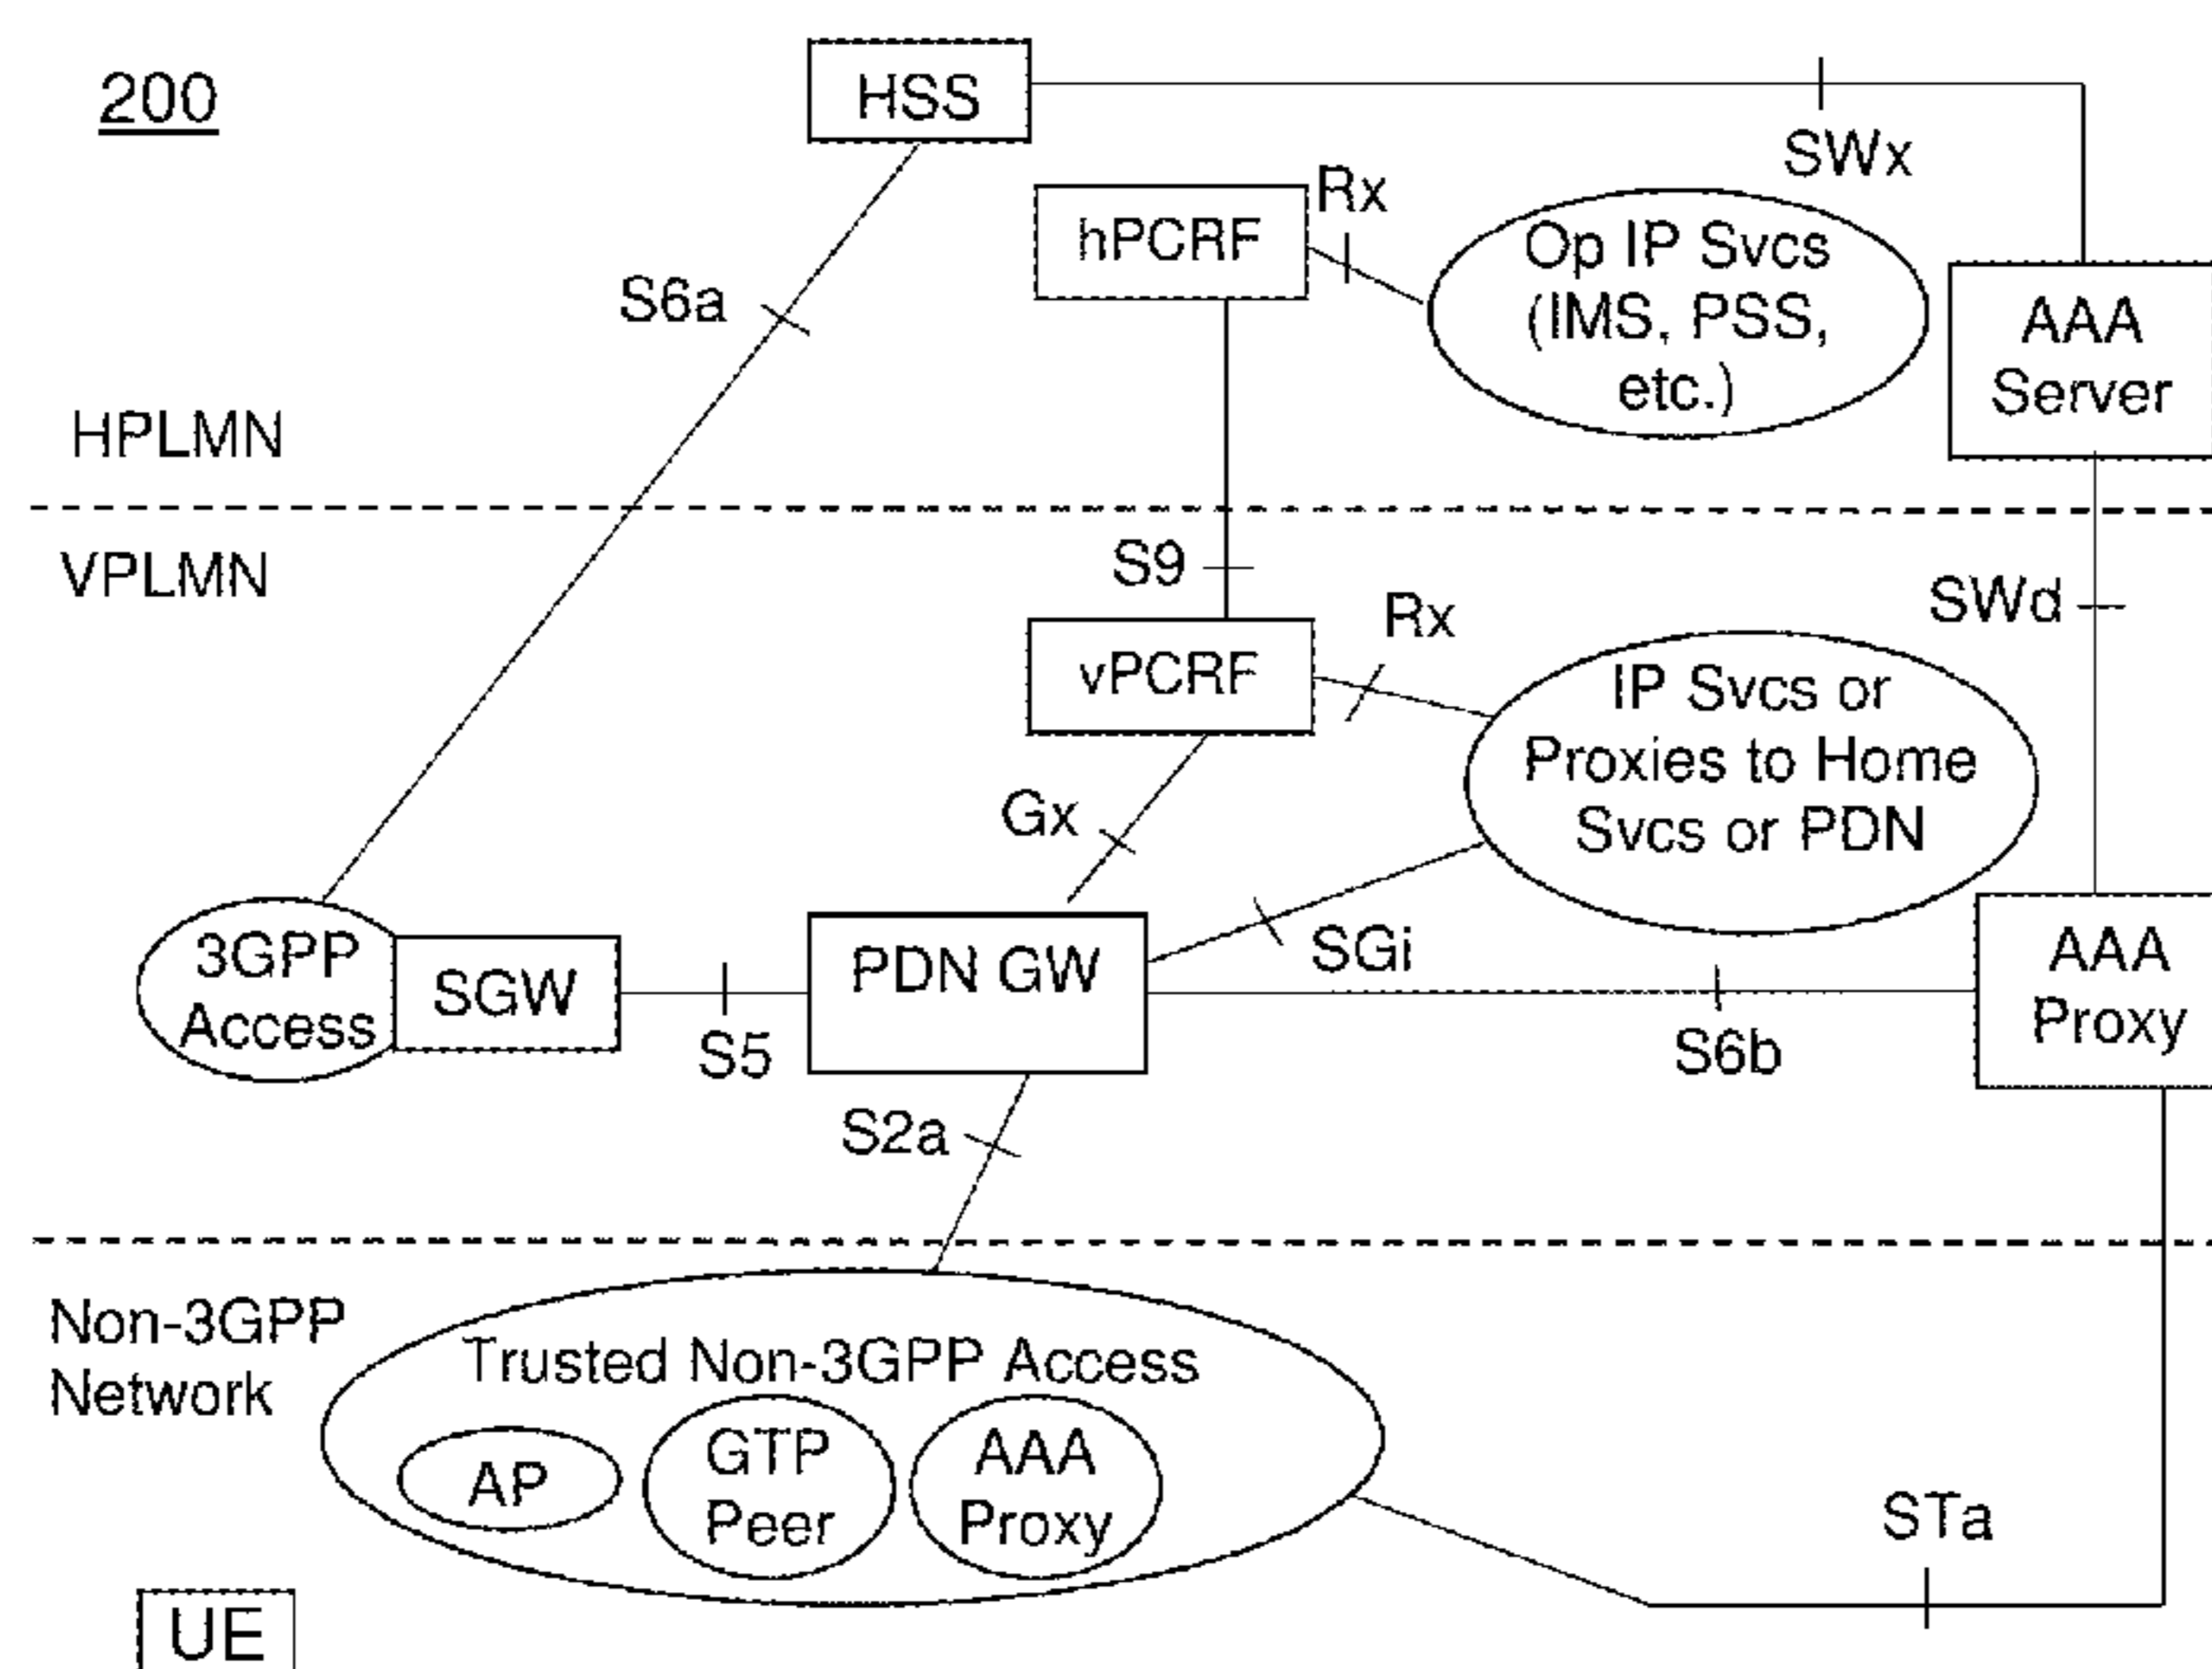 200
HSS
SWx
hPCRF
Rx
Op IP Svcs
(IMS, PSS,
etc.)
AAA
Server
S6a
HPLMN
VPLMN
S9
SWd
vPCRF
Rx
IP Svcs or
Proxies to Home
Svcs or PDN
Gx
3GPP
Access
SGW
S5
PDN GW
SGi
S6b
AAA
Proxy
S2a
Non-3GPP
Network
Trusted Non-3GPP Access
AP
GTP
Peer
AAA
Proxy
STa
UE